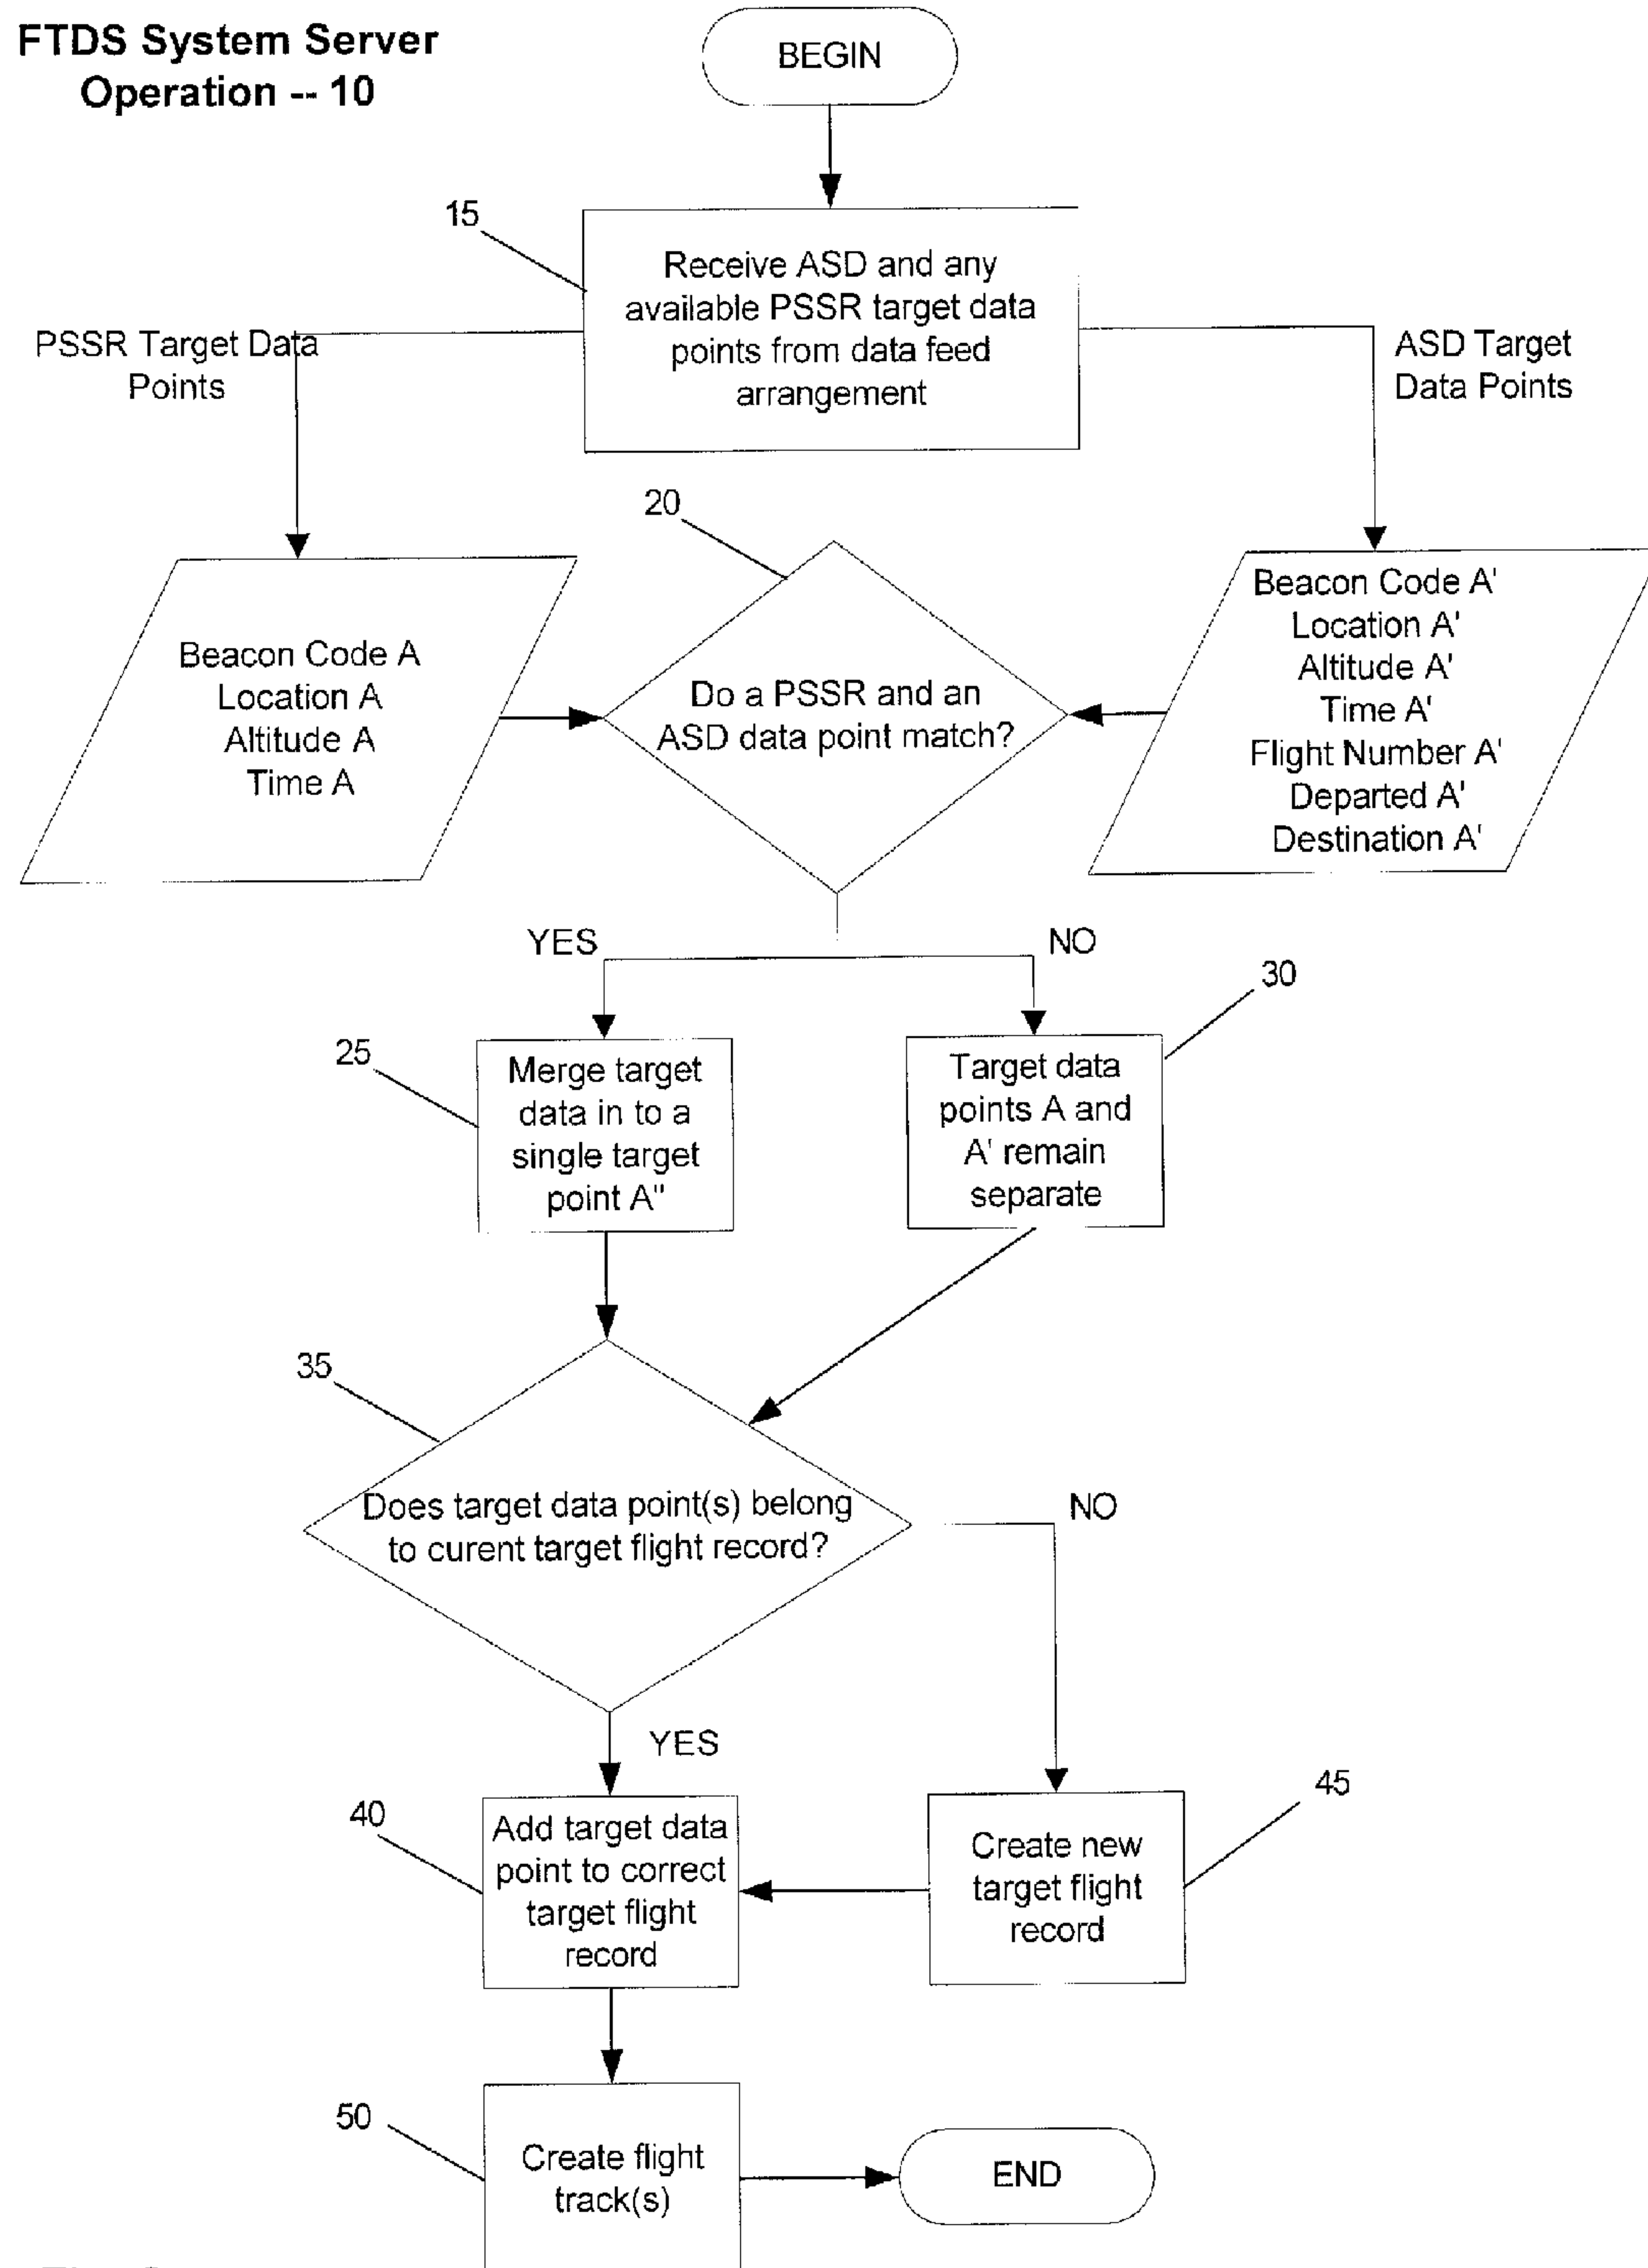 FTDS System Server
Operation -- 10
BEGIN
15
Receive ASD and any
available PSSR target data
points from data feed
arrangement
PSSR Target Data
Points
ASD Target
Data Points
20
Beacon Code A
Location A
Altitude A
Time A
Do a PSSR and an
ASD data point match?
Beacon Code A'
Location A'
Altitude A'
Time A'
Flight Number A'
Departed A'
Destination A'
YES
NO
25
Merge target
data in to a
single target
point A"
30
Target data
points A and
A' remain
separate
35
Does target data point(s) belong
to curent target flight record?
NO
YES
40
Add target data
point to correct
target flight
record
45
Create new
target flight
record
50
Create flight
track(s)
END